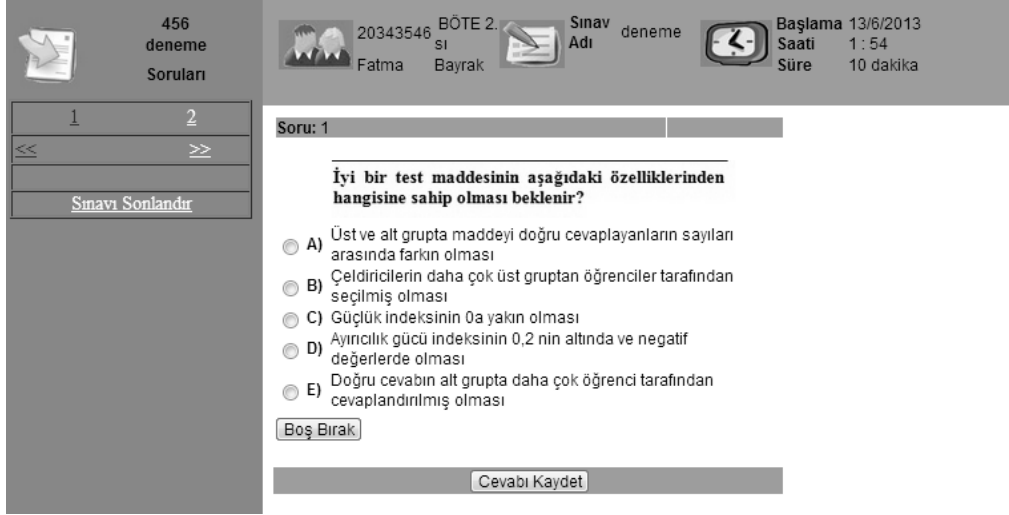 456
deneme
Soruları
1 2
<< >>
Sınavı Sonlandır
20343546 BÖTE 2.
sı
Fatma Bayrak
Sınav
Adı
deneme
Başlama 13/6/2013
Saati 1 : 54
Süre 10 dakika
Soru: 1
İyi bir test maddesinin aşağıdaki özelliklerinden
hangisine sahip olması beklenir?
A) Üst ve alt grupta maddeyi doğru cevaplayanların sayıları
arasında farkın olması
B) Çeldiricilerin daha çok üst gruptan öğrenciler tarafından
seçilmiş olması
C) Güçlük indeksinin 0a yakın olması
D) Ayırıcılık gücü indeksinin 0,2 nin altında ve negatif
değerlerde olması
E) Doğru cevabın alt grupta daha çok öğrenci tarafından
cevaplandırılmış olması
Boş Bırak
Cevabı Kaydet